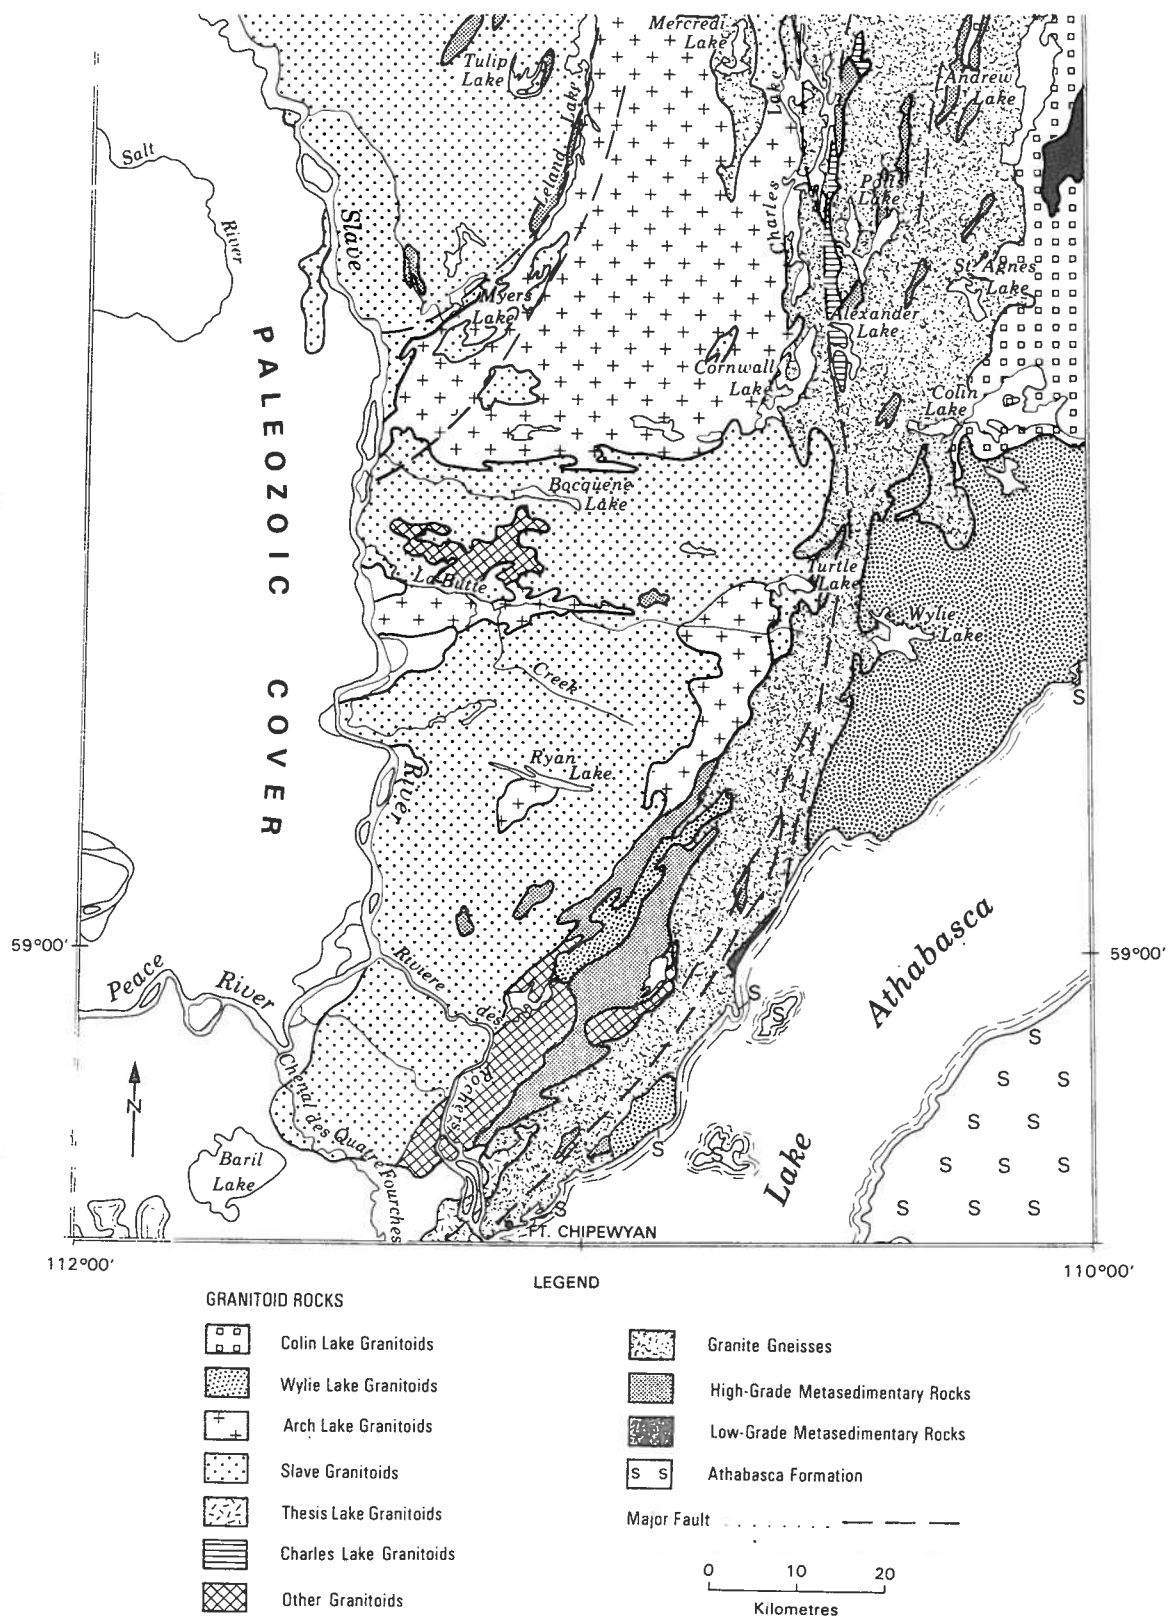 Mercredi
Lake
Tulip
Lake
Leland Lake
Charles Lake
Andrew
Lake
Potts
Lake
Salt
River
Slave
River
Myers
Lake
St. Agnes
Lake
Alexander
Lake
Cornwall
Lake
Colin
Lake
PALEOZOIC COVER
Bocquene
Lake
La Butte
Creek
Turtle
Lake
Wylie
Lake
S
Ryan
Lake
59°00'
59°00'
Peace River
Riviere des Rochers
Athabasca
Lake
S
S
S
S S
S S
S S S
S S S
S
S
S
N
Chenal des Quatre Fourches
Baril
Lake
FT. CHIPEWYAN
112°00'
110°00'
LEGEND
GRANITOID ROCKS
Colin Lake Granitoids
Wylie Lake Granitoids
Arch Lake Granitoids
Slave Granitoids
Thesis Lake Granitoids
Charles Lake Granitoids
Other Granitoids
Granite Gneisses
High-Grade Metasedimentary Rocks
Low-Grade Metasedimentary Rocks
S S Athabasca Formation
Major Fault
0 10 20
Kilometres